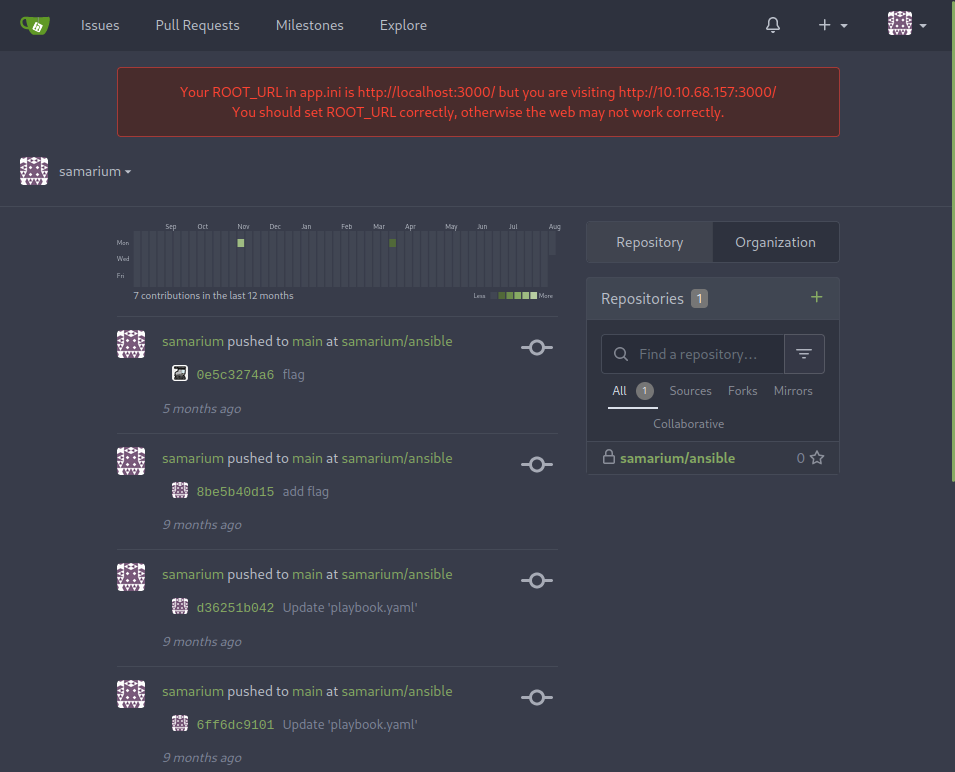 Issues Pull Requests Milestones Explore
Your ROOT_URL in app.ini is http://localhost:3000/ but you are visiting http://10.10.68.157:3000/
You should set ROOT_URL correctly, otherwise the web may not work correctly.
samarium
Sep Oct Nov Dec Jan Feb Mar Apr May Jun Jul Aug
Mon
Wed
Fri
7 contributions in the last 12 months
Less More
samarium pushed to main at samarium/ansible
0e5c3274a6 flag
5 months ago
samarium pushed to main at samarium/ansible
8be5b40d15 add flag
9 months ago
samarium pushed to main at samarium/ansible
d36251b042 Update 'playbook.yaml'
9 months ago
samarium pushed to main at samarium/ansible
6ff6dc9101 Update 'playbook.yaml'
9 months ago
Repository Organization
Repositories 1
Find a repository...
All 1 Sources Forks Mirrors
Collaborative
samarium/ansible 0